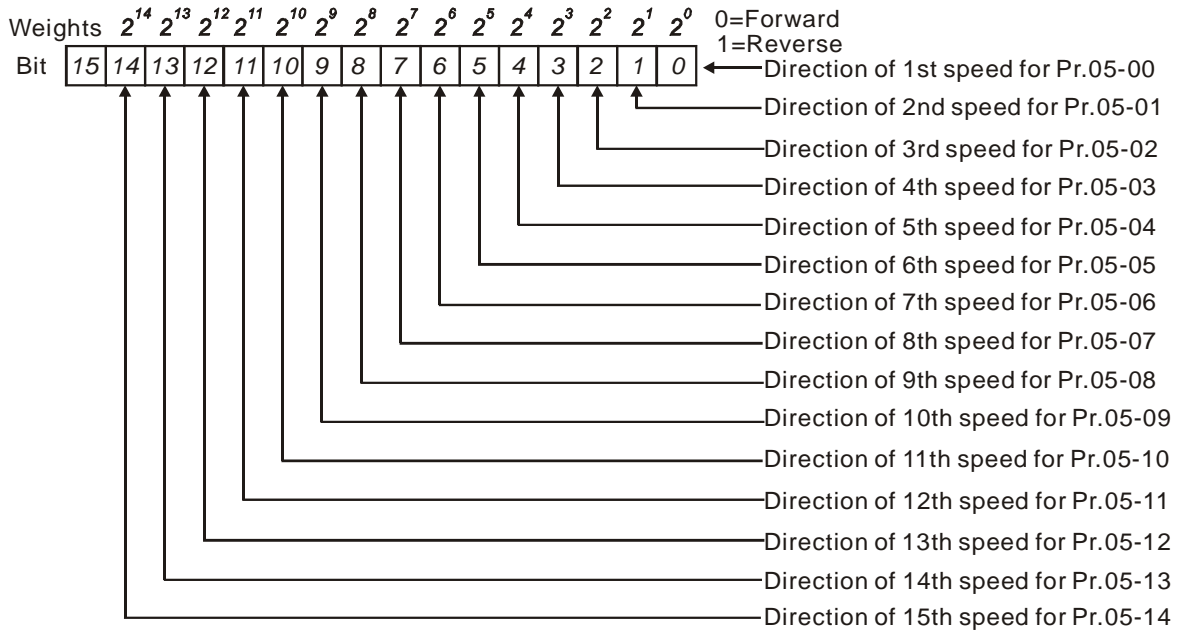 Weights 2^14 2^13 2^12 2^11 2^10 2^9 2^8 2^7 2^6 2^5 2^4 2^3 2^2 2^1 2^0 0=Forward
1=Reverse
Bit 15 14 13 12 11 10 9 8 7 6 5 4 3 2 1 0 Direction of 1st speed for Pr.05-00
Direction of 2nd speed for Pr.05-01
Direction of 3rd speed for Pr.05-02
Direction of 4th speed for Pr.05-03
Direction of 5th speed for Pr.05-04
Direction of 6th speed for Pr.05-05
Direction of 7th speed for Pr.05-06
Direction of 8th speed for Pr.05-07
Direction of 9th speed for Pr.05-08
Direction of 10th speed for Pr.05-09
Direction of 11th speed for Pr.05-10
Direction of 12th speed for Pr.05-11
Direction of 13th speed for Pr.05-12
Direction of 14th speed for Pr.05-13
Direction of 15th speed for Pr.05-14